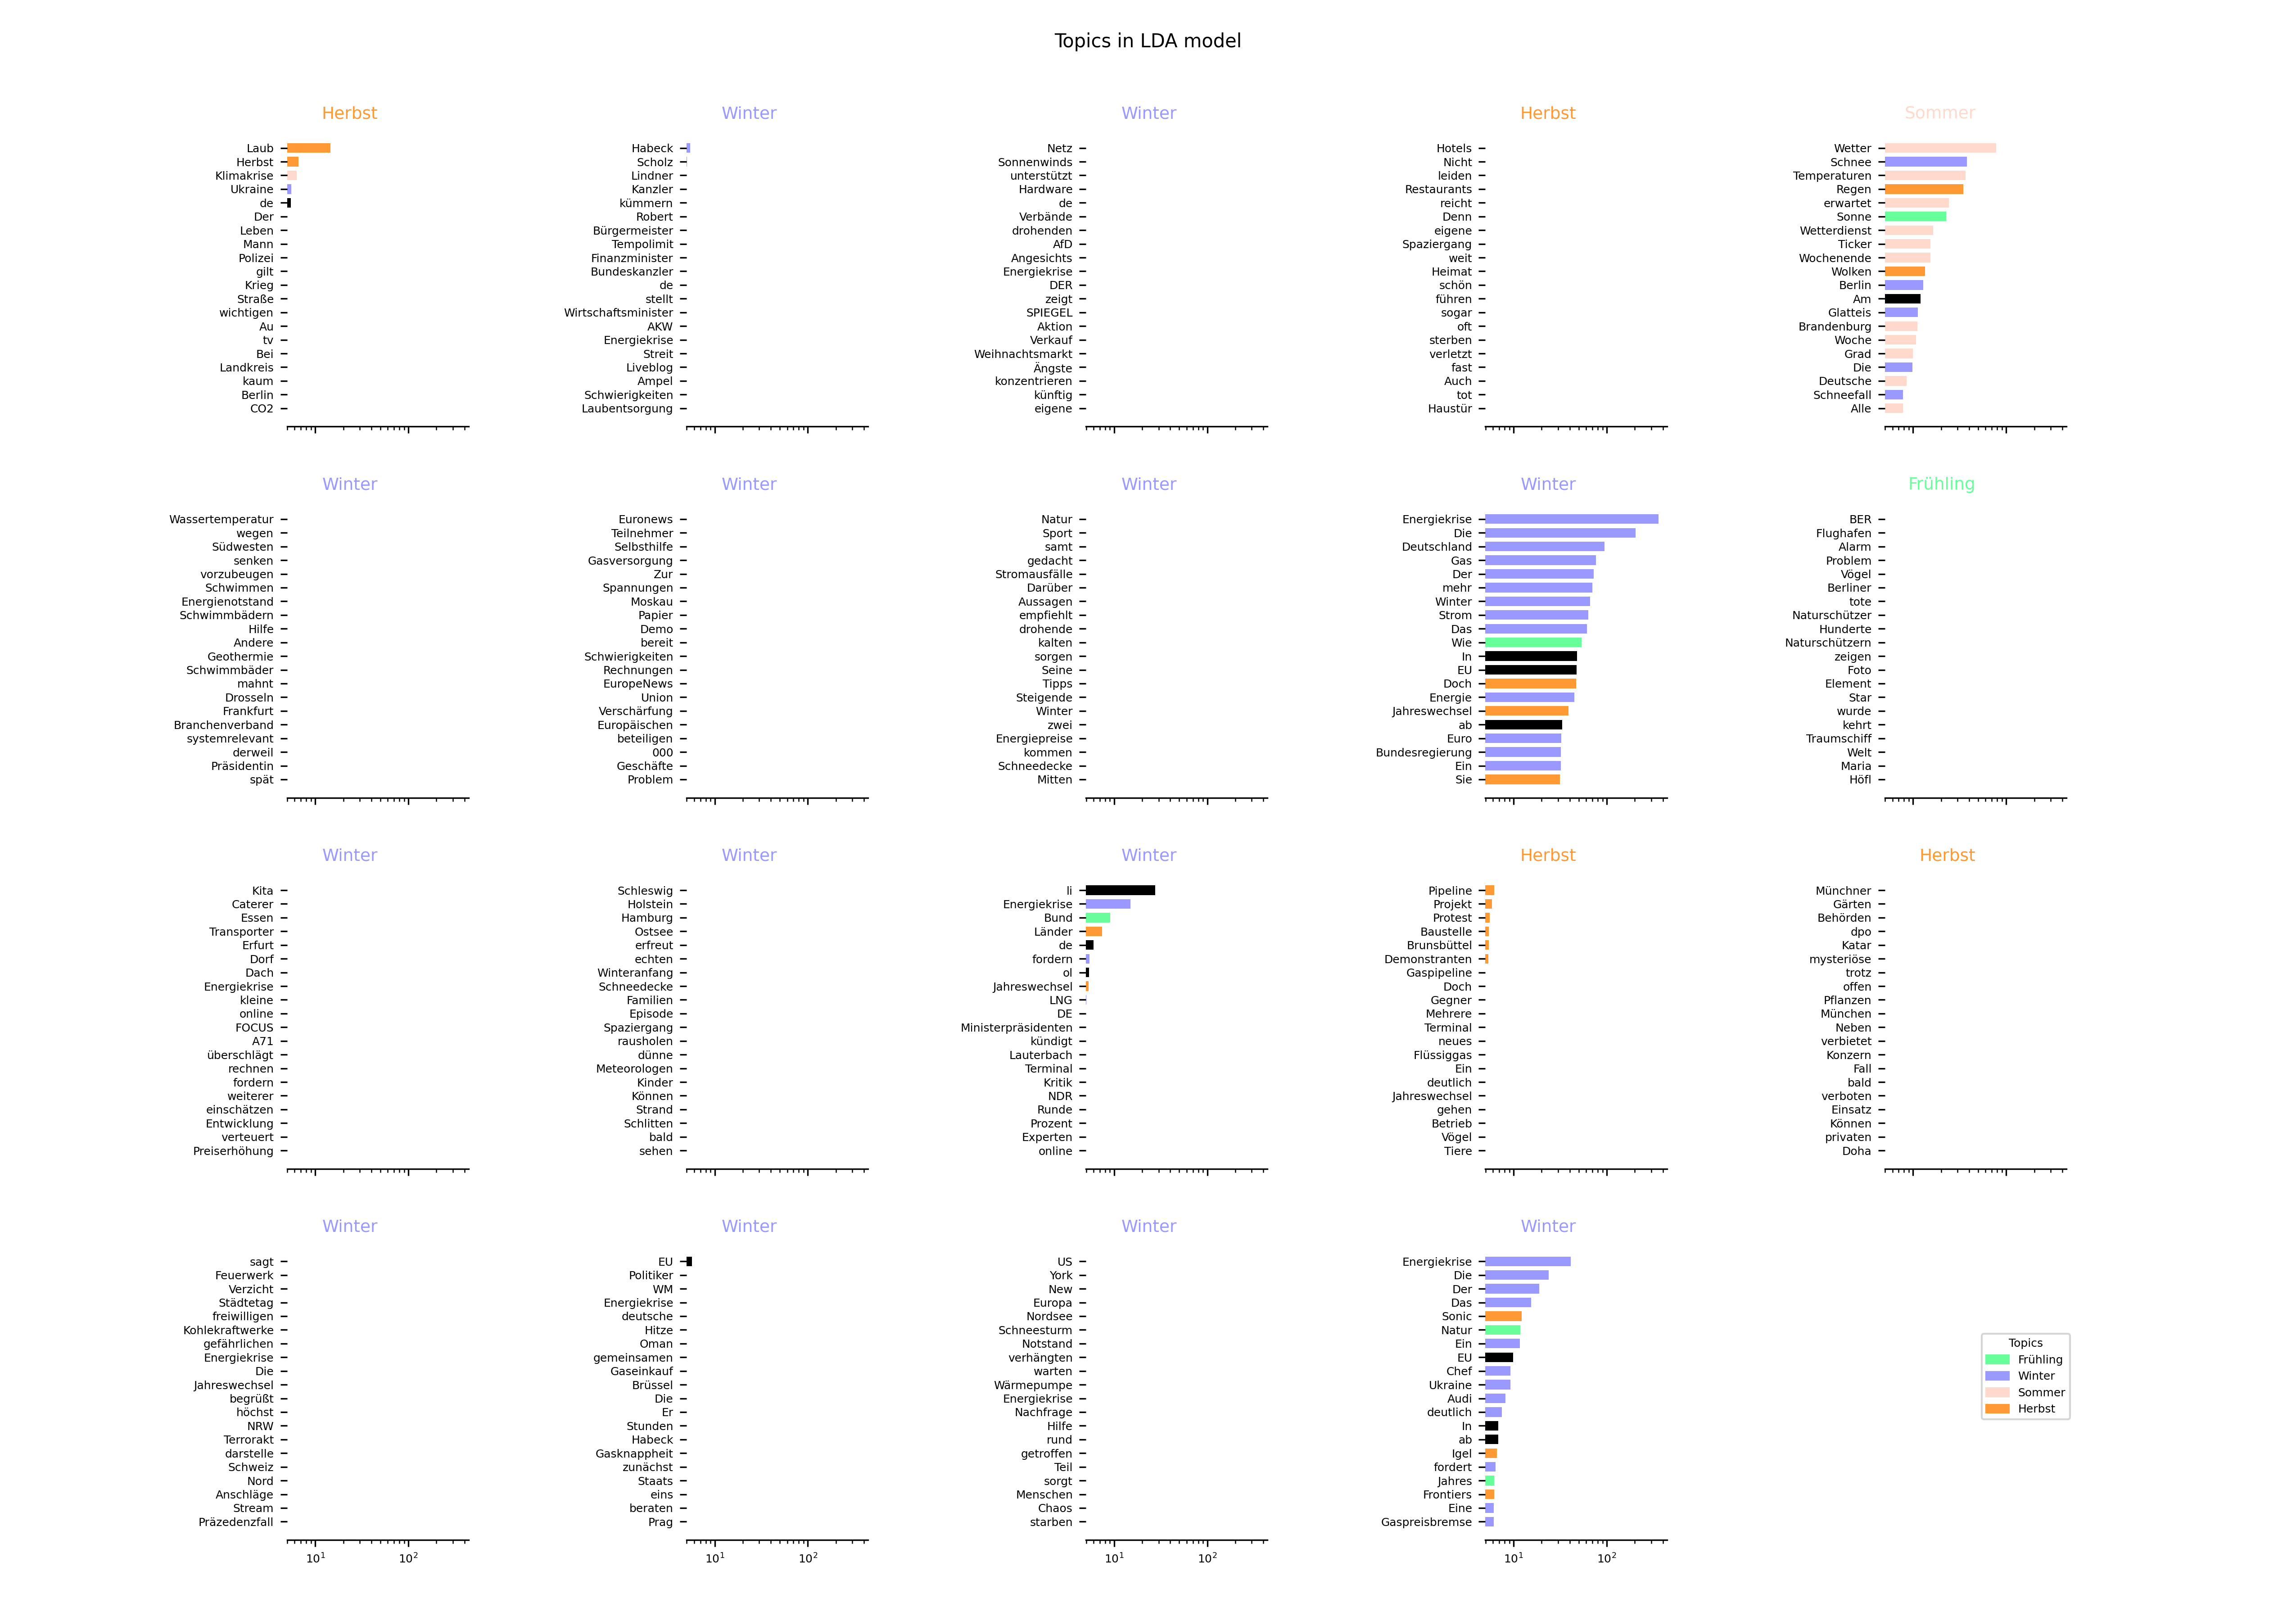 Topics in LDA model
Herbst
Laub
Herbst
Klimakrise
Ukraine
de
Der
Leben
Mann
Polizei
gilt
Krieg
Straße
wichtigen
Au
tv
Bei
Landkreis
kaum
Berlin
CO2
Winter
Habeck
Scholz
Lindner
Kanzler
kümmern
Robert
Bürgermeister
Tempolimit
Finanzminister
Bundeskanzler
de
stellt
Wirtschaftsminister
AKW
Energiekrise
Streit
Liveblog
Ampel
Schwierigkeiten
Laubentsorgung
Winter
Netz
Sonnenwinds
unterstützt
Hardware
de
Verbände
drohenden
AfD
Angesichts
Energiekrise
DER
zeigt
SPIEGEL
Aktion
Verkauf
Weihnachtsmarkt
Ängste
konzentrieren
künftig
eigene
Herbst
Hotels
Nicht
leiden
Restaurants
reicht
Denn
eigene
Spaziergang
weit
Heimat
schön
führen
sogar
oft
sterben
verletzt
fast
Auch
tot
Haustür
Sommer
Wetter
Schnee
Temperaturen
Regen
erwartet
Sonne
Wetterdienst
Ticker
Wochenende
Wolken
Berlin
Am
Glatteis
Brandenburg
Woche
Grad
Die
Deutsche
Schneefall
Alle
Winter
Wassertemperatur
wegen
Südwesten
senken
vorzubeugen
Schwimmen
Energienotstand
Schwimmbädern
Hilfe
Andere
Geothermie
Schwimmbäder
mahnt
Drosseln
Frankfurt
Branchenverband
systemrelevant
derweil
Präsidentin
spät
Winter
Euronews
Teilnehmer
Selbsthilfe
Gasversorgung
Zur
Spannungen
Moskau
Papier
Demo
bereit
Schwierigkeiten
Rechnungen
EuropeNews
Union
Verschärfung
Europäischen
beteiligen
000
Geschäfte
Problem
Winter
Natur
Sport
samt
gedacht
Stromausfälle
Darüber
Aussagen
empfiehlt
drohende
kalten
sorgen
Seine
Tipps
Steigende
Winter
zwei
Energiepreise
kommen
Schneedecke
Mitten
Winter
Energiekrise
Die
Deutschland
Gas
Der
mehr
Winter
Strom
Das
Wie
In
EU
Doch
Energie
Jahreswechsel
ab
Euro
Bundesregierung
Ein
Sie
Frühling
BER
Flughafen
Alarm
Problem
Vögel
Berliner
tote
Naturschützer
Hunderte
Naturschützern
zeigen
Foto
Element
Star
wurde
kehrt
Traumschiff
Welt
Maria
Höfl
Winter
Kita
Caterer
Essen
Transporter
Erfurt
Dorf
Dach
Energiekrise
kleine
online
FOCUS
A71
überschlägt
rechnen
fordern
weiterer
einschätzen
Entwicklung
verteuert
Preiserhöhung
Winter
Schleswig
Holstein
Hamburg
Ostsee
erfreut
echten
Winteranfang
Schneedecke
Familien
Episode
Spaziergang
rausholen
dünne
Meteorologen
Kinder
Können
Strand
Schlitten
bald
sehen
Winter
li
Energiekrise
Bund
Länder
de
fordern
ol
Jahreswechsel
LNG
DE
Ministerpräsidenten
kündigt
Lauterbach
Terminal
Kritik
NDR
Runde
Prozent
Experten
online
Herbst
Pipeline
Projekt
Protest
Baustelle
Brunsbüttel
Demonstranten
Gaspipeline
Doch
Gegner
Mehrere
Terminal
neues
Flüssiggas
Ein
deutlich
Jahreswechsel
gehen
Betrieb
Vögel
Tiere
Herbst
Münchner
Gärten
Behörden
dpo
Katar
mysteriöse
trotz
offen
Pflanzen
München
Neben
verbietet
Konzern
Fall
bald
verboten
Einsatz
Können
privaten
Doha
Winter
sagt
Feuerwerk
Verzicht
Städtetag
freiwilligen
Kohlekraftwerke
gefährlichen
Energiekrise
Die
Jahreswechsel
begrüßt
höchst
NRW
Terrorakt
darstelle
Schweiz
Nord
Anschläge
Stream
Präzedenzfall
10¹ 10²
Winter
EU
Politiker
WM
Energiekrise
deutsche
Hitze
Oman
gemeinsamen
Gaseinkauf
Brüssel
Die
Er
Stunden
Habeck
Gasknappheit
zunächst
Staats
eins
beraten
Prag
10¹ 10²
Winter
US
York
New
Europa
Nordsee
Schneesturm
Notstand
verhängten
warten
Wärmepumpe
Energiekrise
Nachfrage
Hilfe
rund
getroffen
Teil
sorgt
Menschen
Chaos
starben
10¹ 10²
Winter
Energiekrise
Die
Der
Das
Sonic
Natur
Ein
EU
Chef
Ukraine
Audi
deutlich
In
ab
Igel
fordert
Jahres
Frontiers
Eine
Gaspreisbremse
10¹ 10²
Topics
Frühling
Winter
Sommer
Herbst